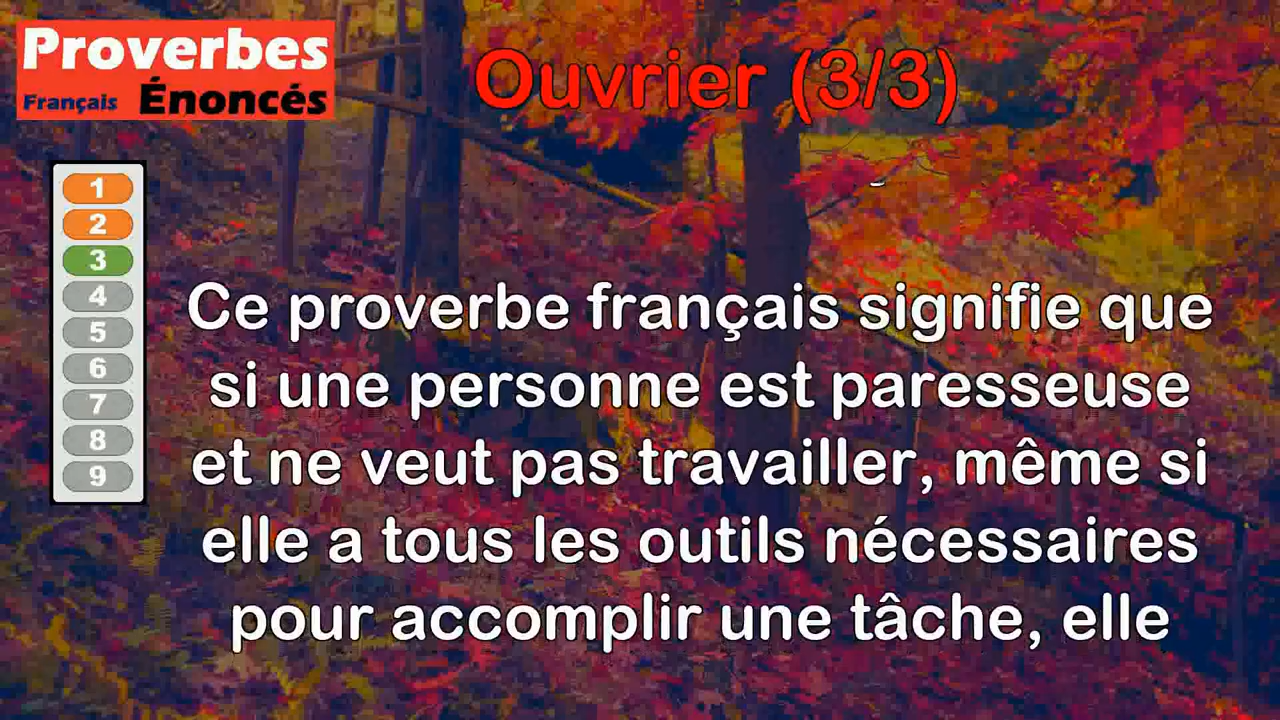 Proverbes
Français Énoncés
Ouvrier (3/3)
1
2
3
4
5
6
7
8
9
Ce proverbe français signifie que
si une personne est paresseuse
et ne veut pas travailler, même si
elle a tous les outils nécessaires
pour accomplir une tâche, elle